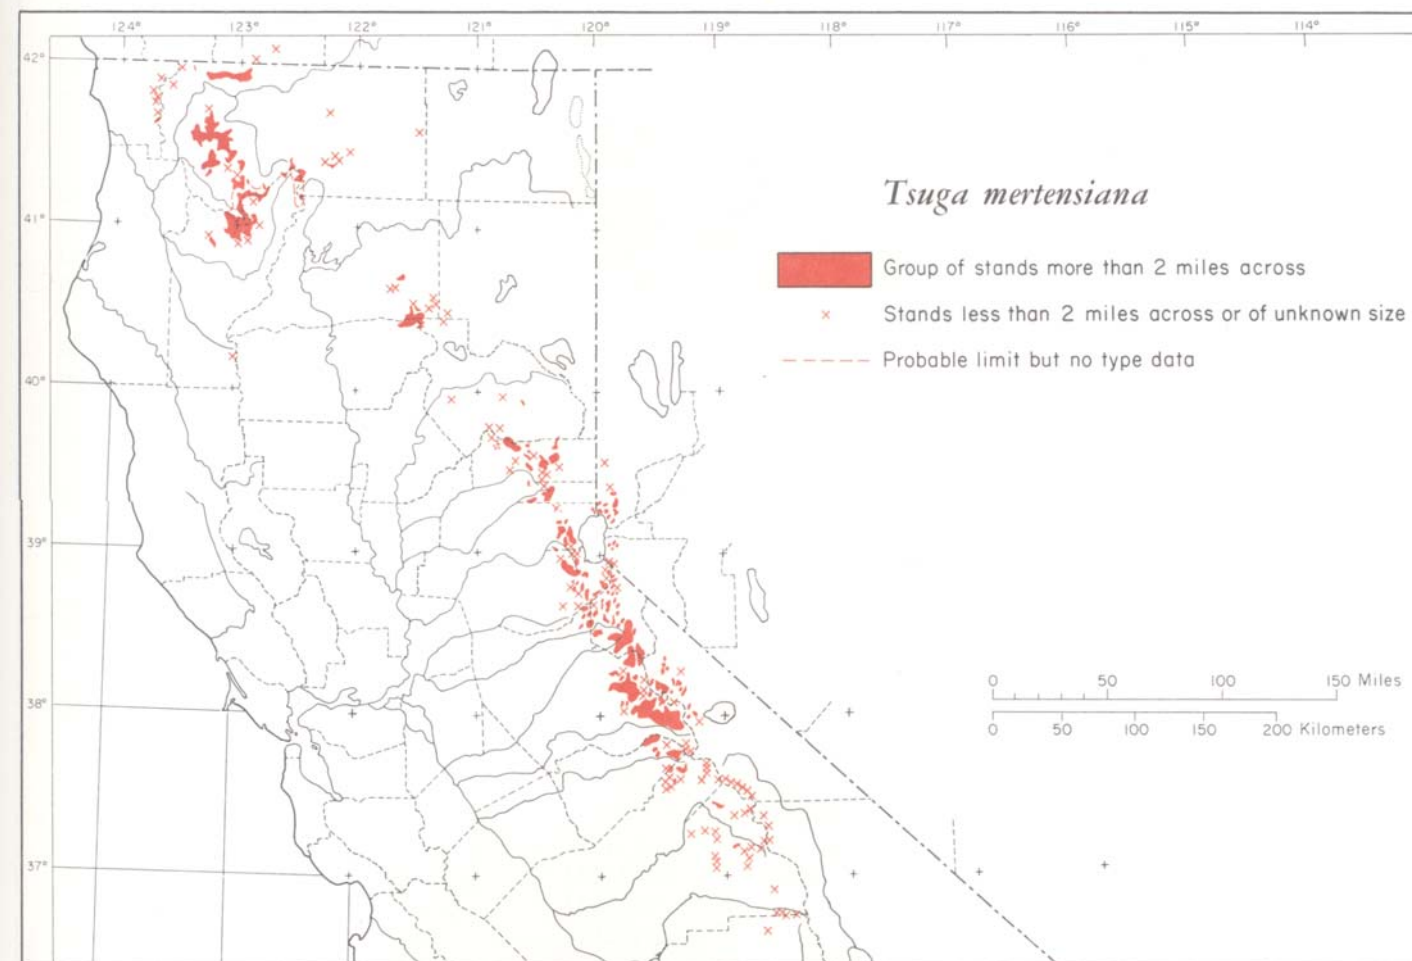 124° 123° 122° 121° 120° 119° 118° 117° 116° 115° 114°
42°
41°
40°
39°
38°
37°
Tsuga mertensiana
Group of stands more than 2 miles across
Stands less than 2 miles across or of unknown size
Probable limit but no type data
0 50 100 150 Miles
0 50 100 150 200 Kilometers